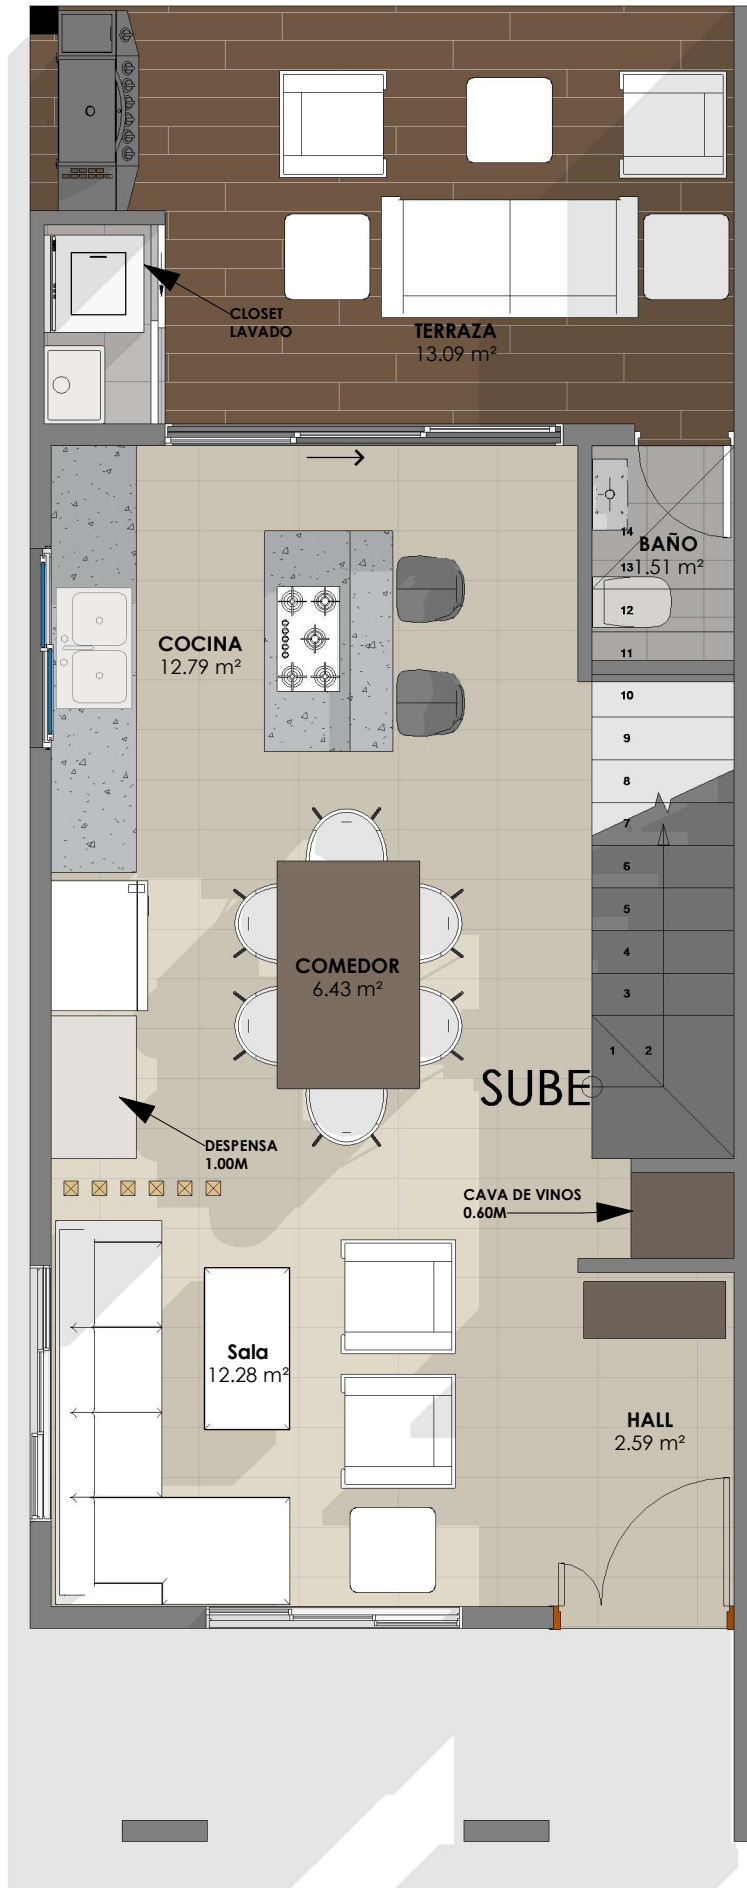 CLOSET
LAVADO
TERRAZA
13.09 m²
14
BAÑO
13
1.51 m²
12
11
COCINA
12.79 m²
10
9
8
7
6
5
4
3
1
2
COMEDOR
6.43 m²
SUBE
DESPENSA
1.00M
CAVA DE VINOS
0.60M
Sala
12.28 m²
HALL
2.59 m²